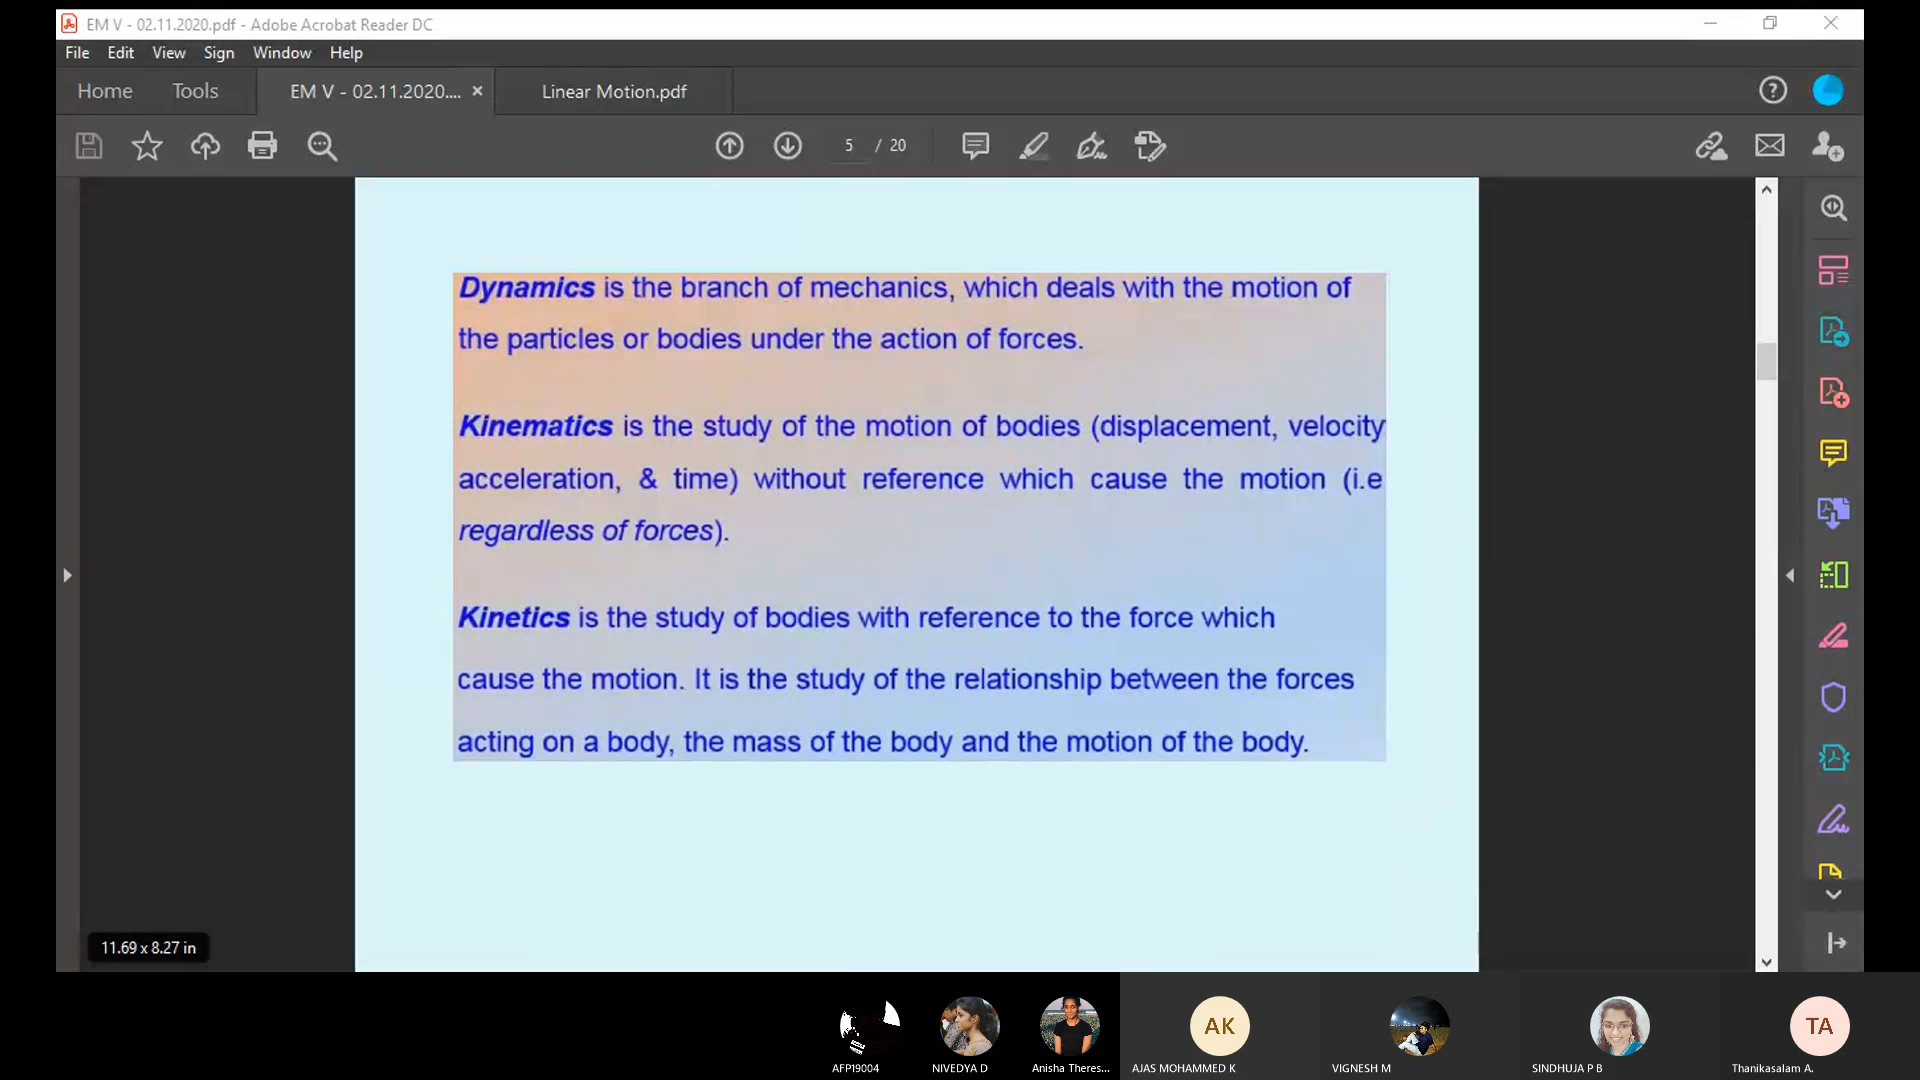 EM V - 02.11.2020.pdf - Adobe Acrobat Reader DC
File Edit View Sign Window Help
Home Tools EM V - 02.11.2020.... × Linear Motion.pdf
5 / 20
Dynamics is the branch of mechanics, which deals with the motion of
the particles or bodies under the action of forces.
Kinematics is the study of the motion of bodies (displacement, velocity
acceleration, & time) without reference which cause the motion (i.e
regardless of forces).
Kinetics is the study of bodies with reference to the force which
cause the motion. It is the study of the relationship between the forces
acting on a body, the mass of the body and the motion of the body.
11.69 x 8.27 in
AK TA
AFP19004 NIVEDYA D Anisha Theres... AJAS MOHAMMED K VIGNESH M SINDHUJA P B Thanikasalam A.